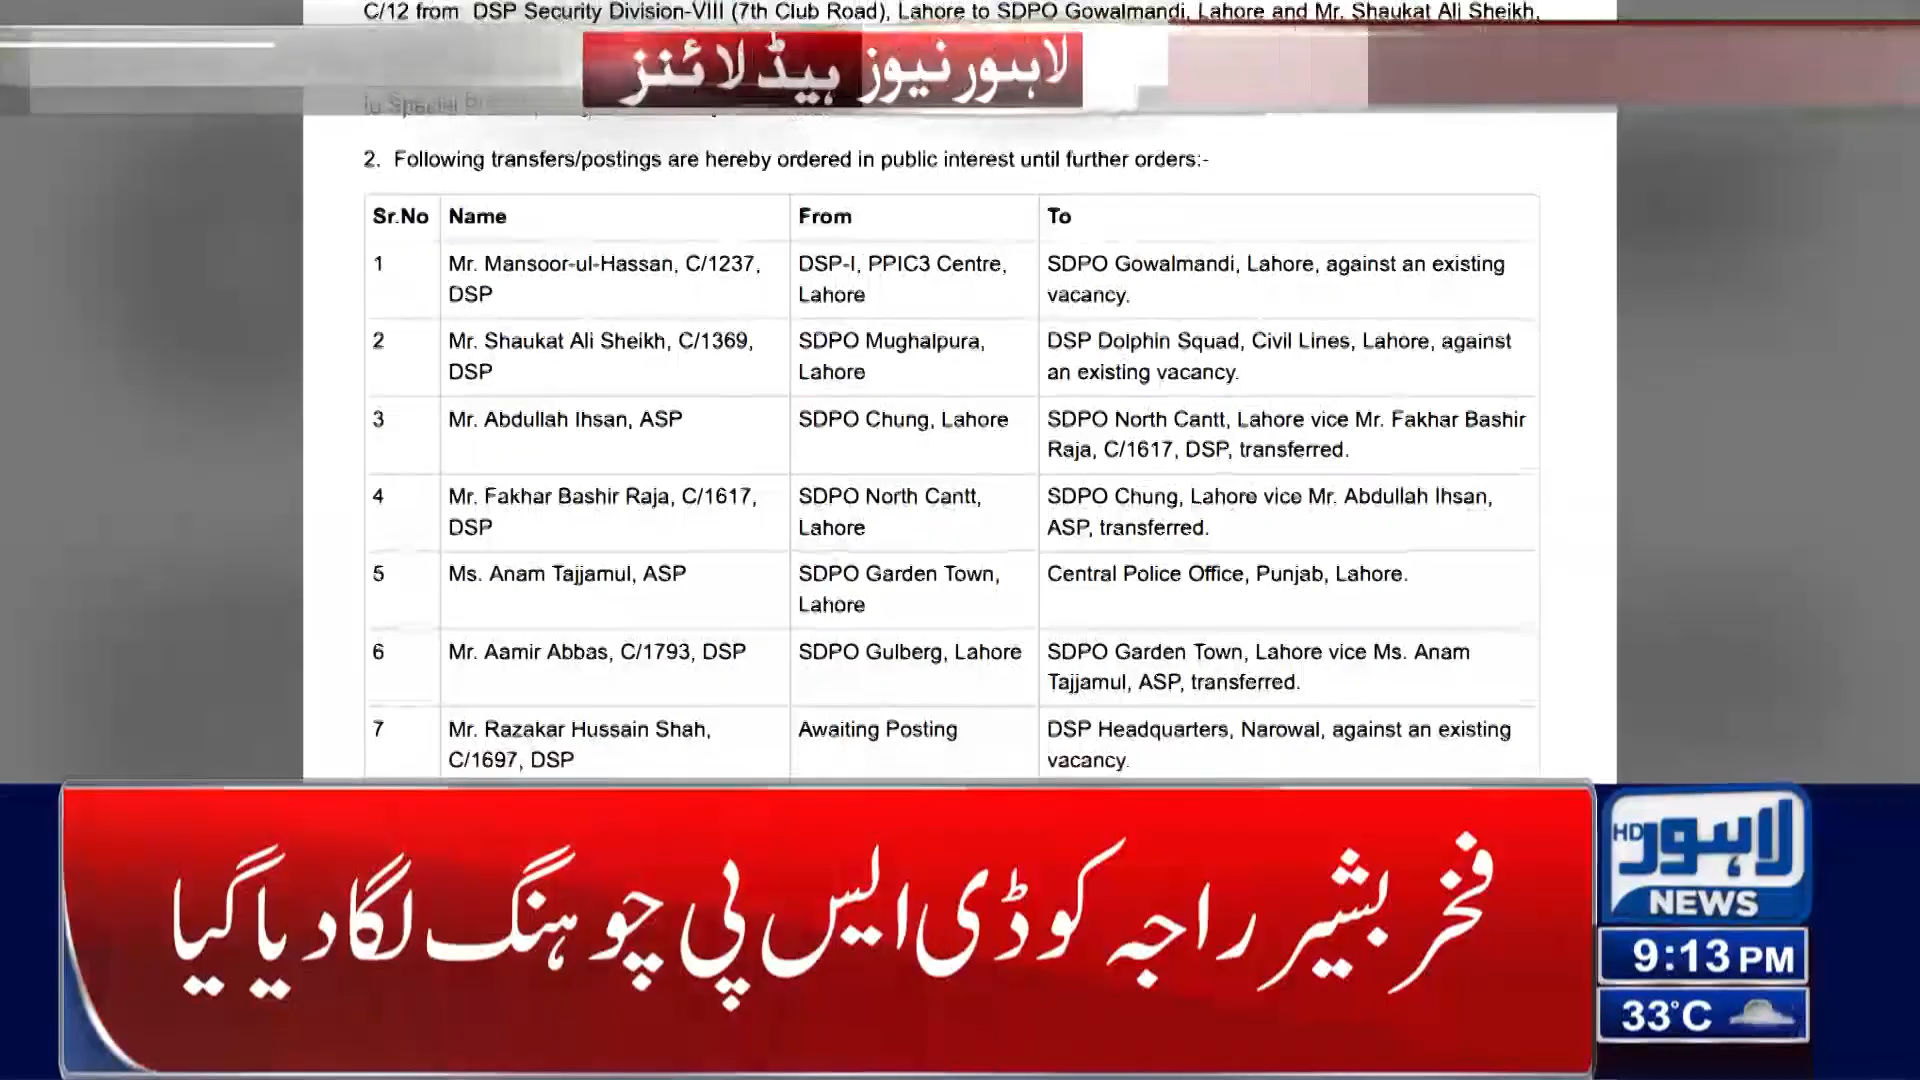 C/12 from DSP Security Division-VIII (7th Club Road), Lahore to SDPO Gowalmandi, Lahore and Mr. Shaukat Ali Sheikh,
لاہور نیوز ہیڈلائنز
to Special
2. Following transfers/postings are hereby ordered in public interest until further orders:-
Sr.No Name From To
1 Mr. Mansoor-ul-Hassan, C/1237, DSP-I, PPIC3 Centre, SDPO Gowalmandi, Lahore, against an existing
DSP Lahore vacancy.
2 Mr. Shaukat Ali Sheikh, C/1369, SDPO Mughalpura, DSP Dolphin Squad, Civil Lines, Lahore, against
DSP Lahore an existing vacancy.
3 Mr. Abdullah Ihsan, ASP SDPO Chung, Lahore SDPO North Cantt, Lahore vice Mr. Fakhar Bashir
Raja, C/1617, DSP, transferred.
4 Mr. Fakhar Bashir Raja, C/1617, SDPO North Cantt, SDPO Chung, Lahore vice Mr. Abdullah Ihsan,
DSP Lahore ASP, transferred.
5 Ms. Anam Tajjamul, ASP SDPO Garden Town, Central Police Office, Punjab, Lahore.
Lahore
6 Mr. Aamir Abbas, C/1793, DSP SDPO Gulberg, Lahore SDPO Garden Town, Lahore vice Ms. Anam
Tajjamul, ASP, transferred.
7 Mr. Razakar Hussain Shah, Awaiting Posting DSP Headquarters, Narowal, against an existing
C/1697, DSP vacancy.
فخر بشیر راجہ کو ڈی ایس پی چوہنگ لگا دیا گیا
لاہور HD
NEWS
9:13 PM
33°C